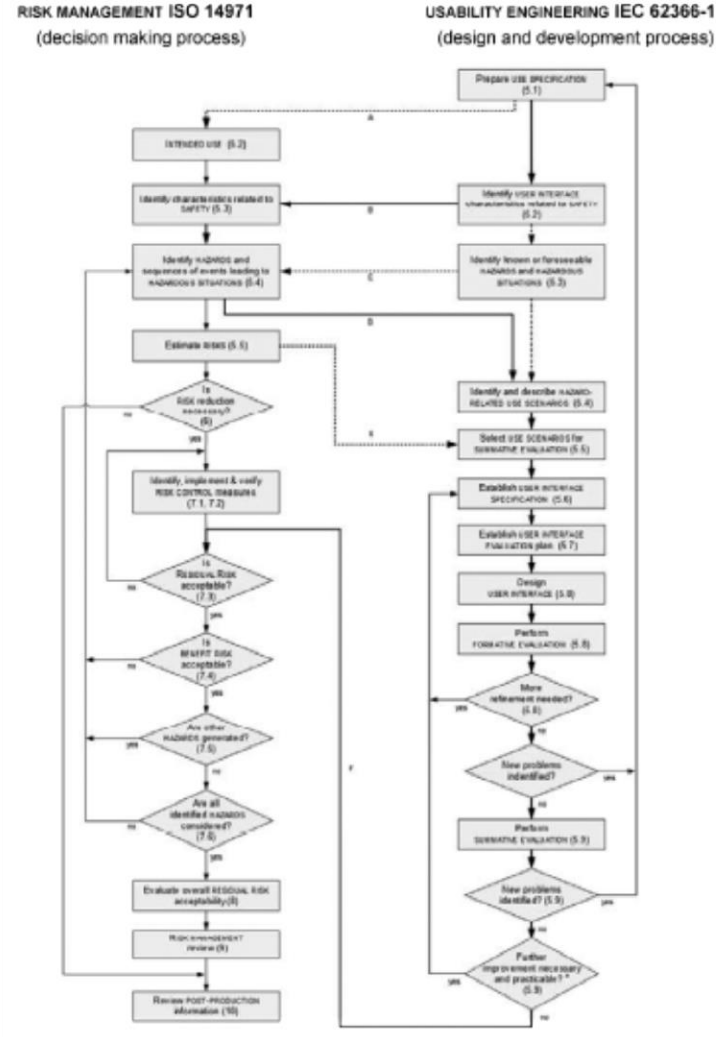 RISK MANAGEMENT ISO 14971
(decision making process)
USABILITY ENGINEERING IEC 62366-1
(design and development process)
Prepare USE SPECIFICATION
(5.1)
A
INTENDED USE (5.2)
Identify characteristics related to
SAFETY (5.3)
B
Identify USER INTERFACE
characteristics related to SAFETY
(5.2)
Identify HAZARDS and
sequences of events leading to
HAZARDOUS SITUATIONS (5.4)
C
Identify known or foreseeable
HAZARDS and HAZARDOUS
SITUATIONS (5.3)
D
Estimate RISKS (5.5)
Is
RISK reduction
necessary?
(6)
no
yes
Identify and describe HAZARD-
RELATED USE SCENARIOS (5.4)
Select USE SCENARIOS for
SUMMATIVE EVALUATION (5.5)
Identify, implement & verify
RISK CONTROL measures
(7.1, 7.2)
Establish USER INTERFACE
SPECIFICATION (5.6)
Establish USER INTERFACE
EVALUATION plan (5.7)
Is
RESIDUAL RISK
acceptable?
(7.3)
no
yes
Design
USER INTERFACE (5.8)
Perform
FORMATIVE EVALUATION (5.8)
Is
BENEFIT RISK
acceptable?
(7.4)
no
yes
More
refinement needed?
(5.8)
yes
no
Are other
HAZARDS generated?
(7.5)
yes
no
New problems
indentified?
yes
no
F
Are all
identified HAZARDS
considered?
(7.6)
no
yes
Perform
SUMMATIVE EVALUATION (5.9)
Evaluate overall RESIDUAL RISK
acceptability (8)
New problems
identified? (5.9)
yes
no
RISK MANAGEMENT
review (9)
Further
improvement necessary
and practicable? *
(5.9)
yes
no
Review POST-PRODUCTION
information (10)